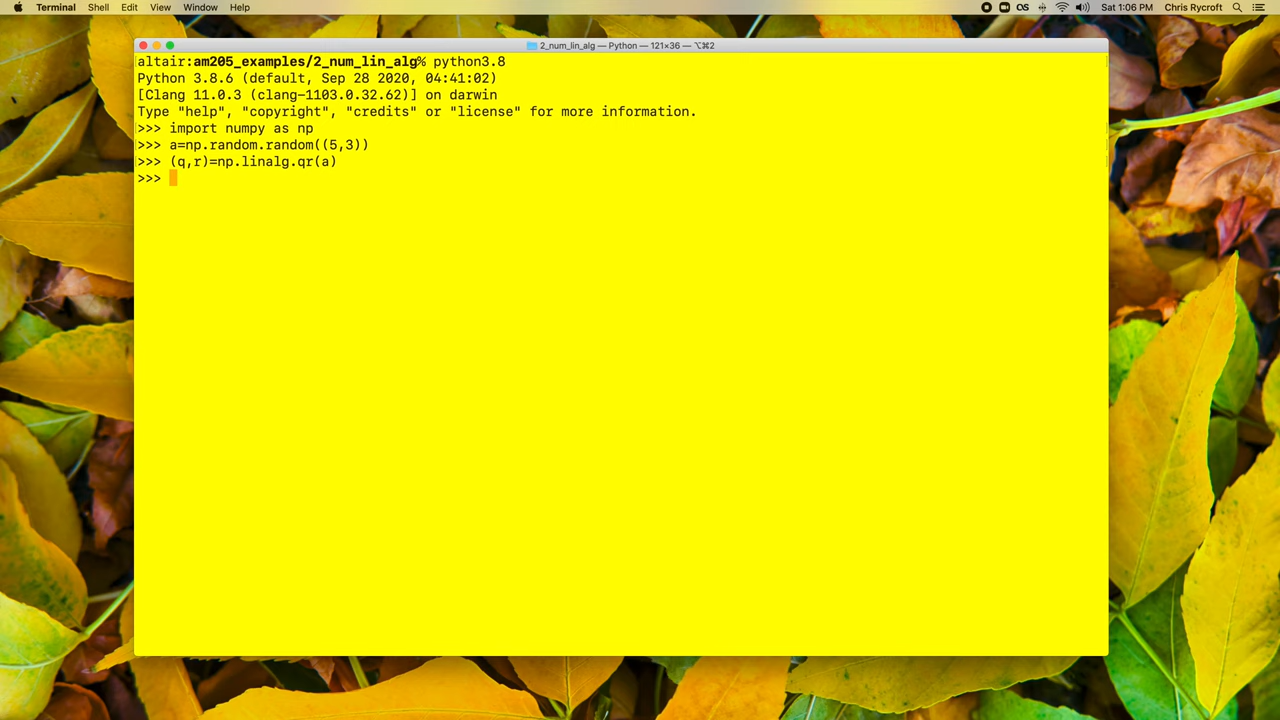 Terminal Shell Edit View Window Help Sat 1:06 PM Chris Rycroft
2_num_lin_alg — Python — 121×36 — ⌥⌘2
altair:am205_examples/2_num_lin_alg% python3.8
Python 3.8.6 (default, Sep 28 2020, 04:41:02)
[Clang 11.0.3 (clang-1103.0.32.62)] on darwin
Type "help", "copyright", "credits" or "license" for more information.
>>> import numpy as np
>>> a=np.random.random((5,3))
>>> (q,r)=np.linalg.qr(a)
>>>